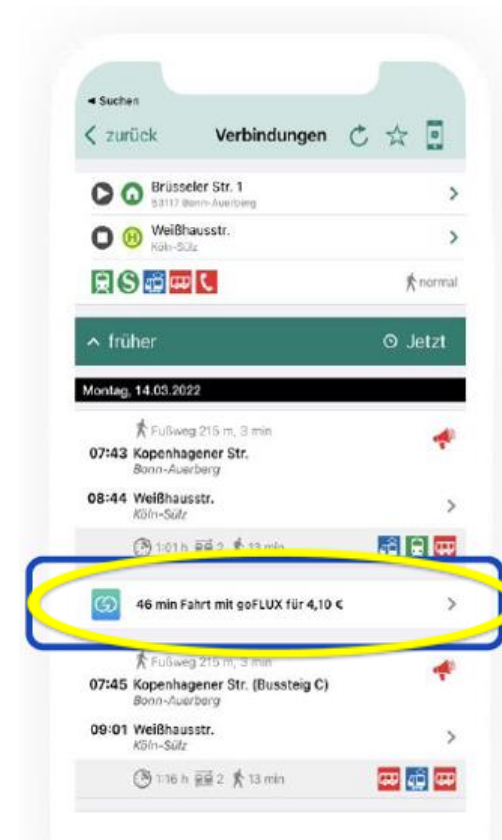 ◄ Suchen
zurück Verbindungen
Brüsseler Str. 1
53117 Bonn-Auerberg
H Weißhausstr.
Köln-Sülz
S normal
früher Jetzt
Montag, 14.03.2022
Fußweg 215 m, 3 min
07:43 Kopenhagener Str.
Bonn-Auerberg
08:44 Weißhausstr.
Köln-Sülz
1:01 h 2 13 min
46 min Fahrt mit goFLUX für 4,10 €
Fußweg 215 m, 3 min
07:45 Kopenhagener Str. (Bussteig C)
Bonn-Auerberg
09:01 Weißhausstr.
Köln-Sülz
1:16 h 2 13 min